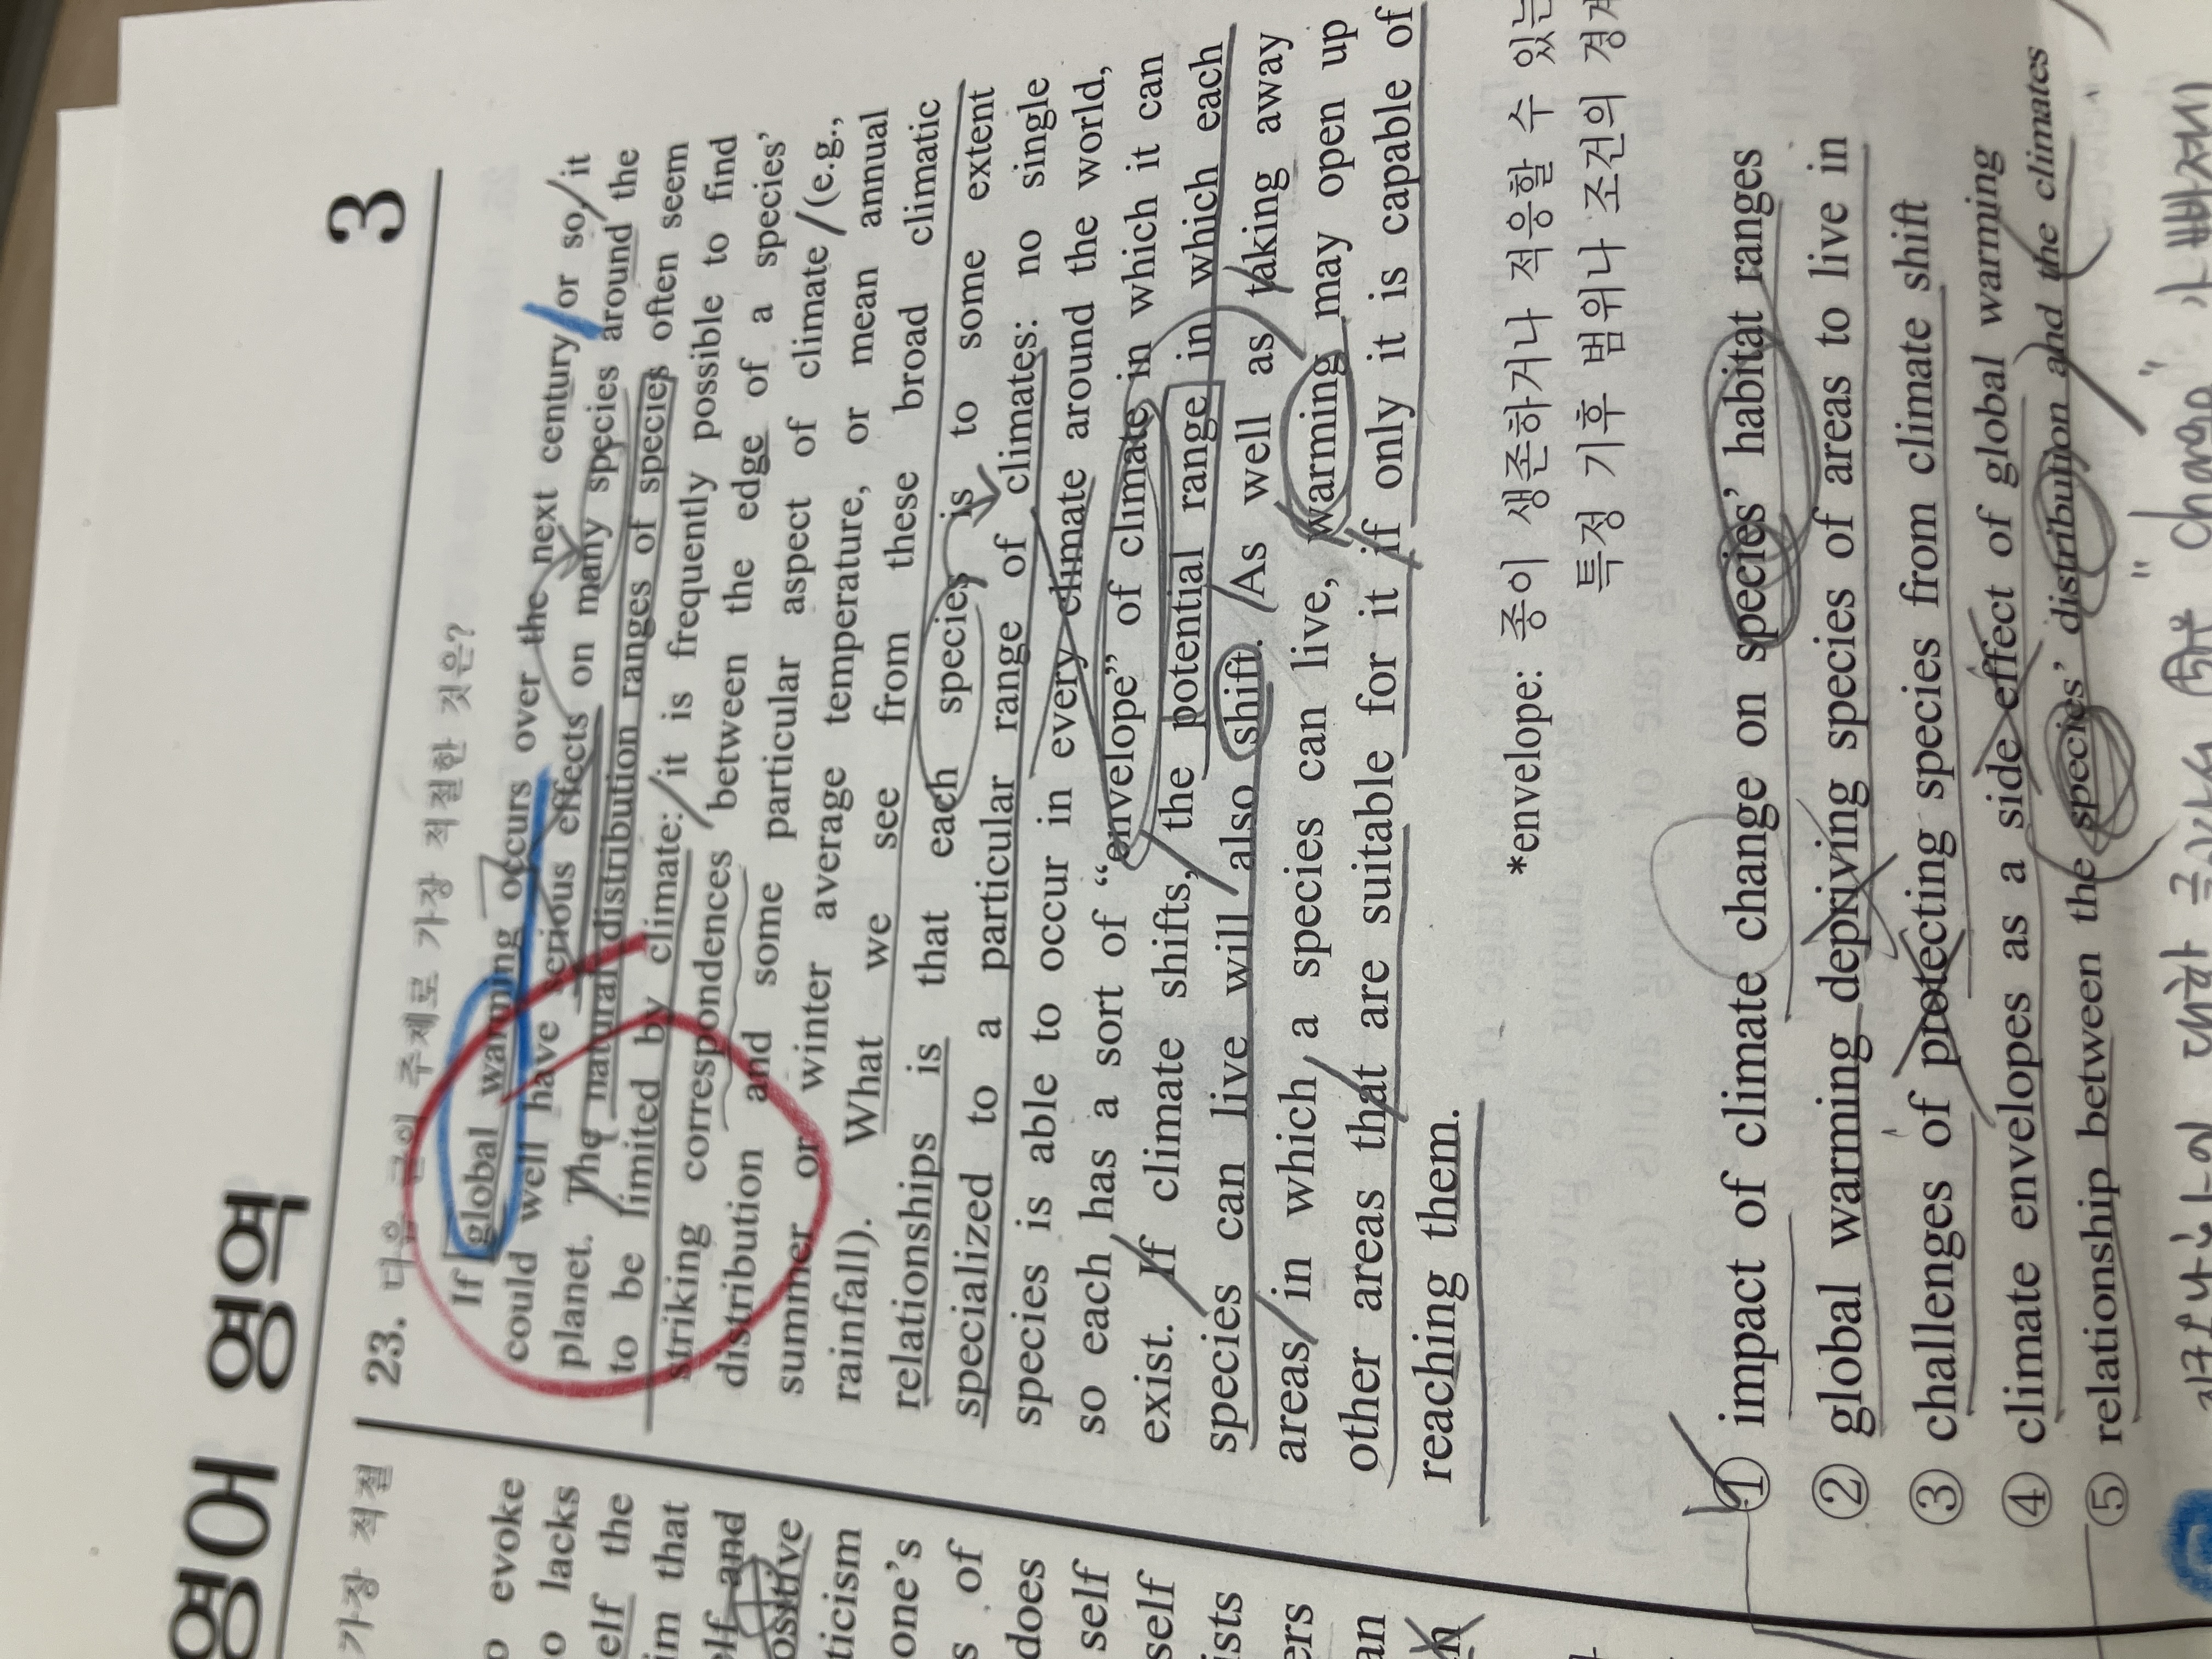 영어 영역
3
가장 적절
o evoke
o lacks
elf the
im that
elf and
ositive
ticism
one's
s of
does
self
self
ists
ers
an
23. 다음 글의 주제로 가장 적절한 것은?
If global warming occurs over the next century or so, it
could well have serious effects on many species around the
planet. The natural distribution ranges of species often seem
to be limited by climate: it is frequently possible to find
striking correspondences between the edge of a species'
distribution and some particular aspect of climate (e.g.,
summer or winter average temperature, or mean annual
rainfall). What we see from these broad climatic
relationships is that each species is to some extent
specialized to a particular range of climates: no single
species is able to occur in every climate around the world,
so each has a sort of “envelope” of climate in which it can
exist. If climate shifts, the potential range in which each
species can live will also shift. As well as taking away
areas in which a species can live, warming may open up
other areas that are suitable for it if only it is capable of
reaching them.
*envelope: 종이 생존하거나 적응할 수 있는
특정 기후 범위나 조건의 경계
① impact of climate change on species' habitat ranges
② global warming depriving species of areas to live in
③ challenges of protecting species from climate shift
④ climate envelopes as a side effect of global warming
⑤ relationship between the species' distribution and the climates
"change"